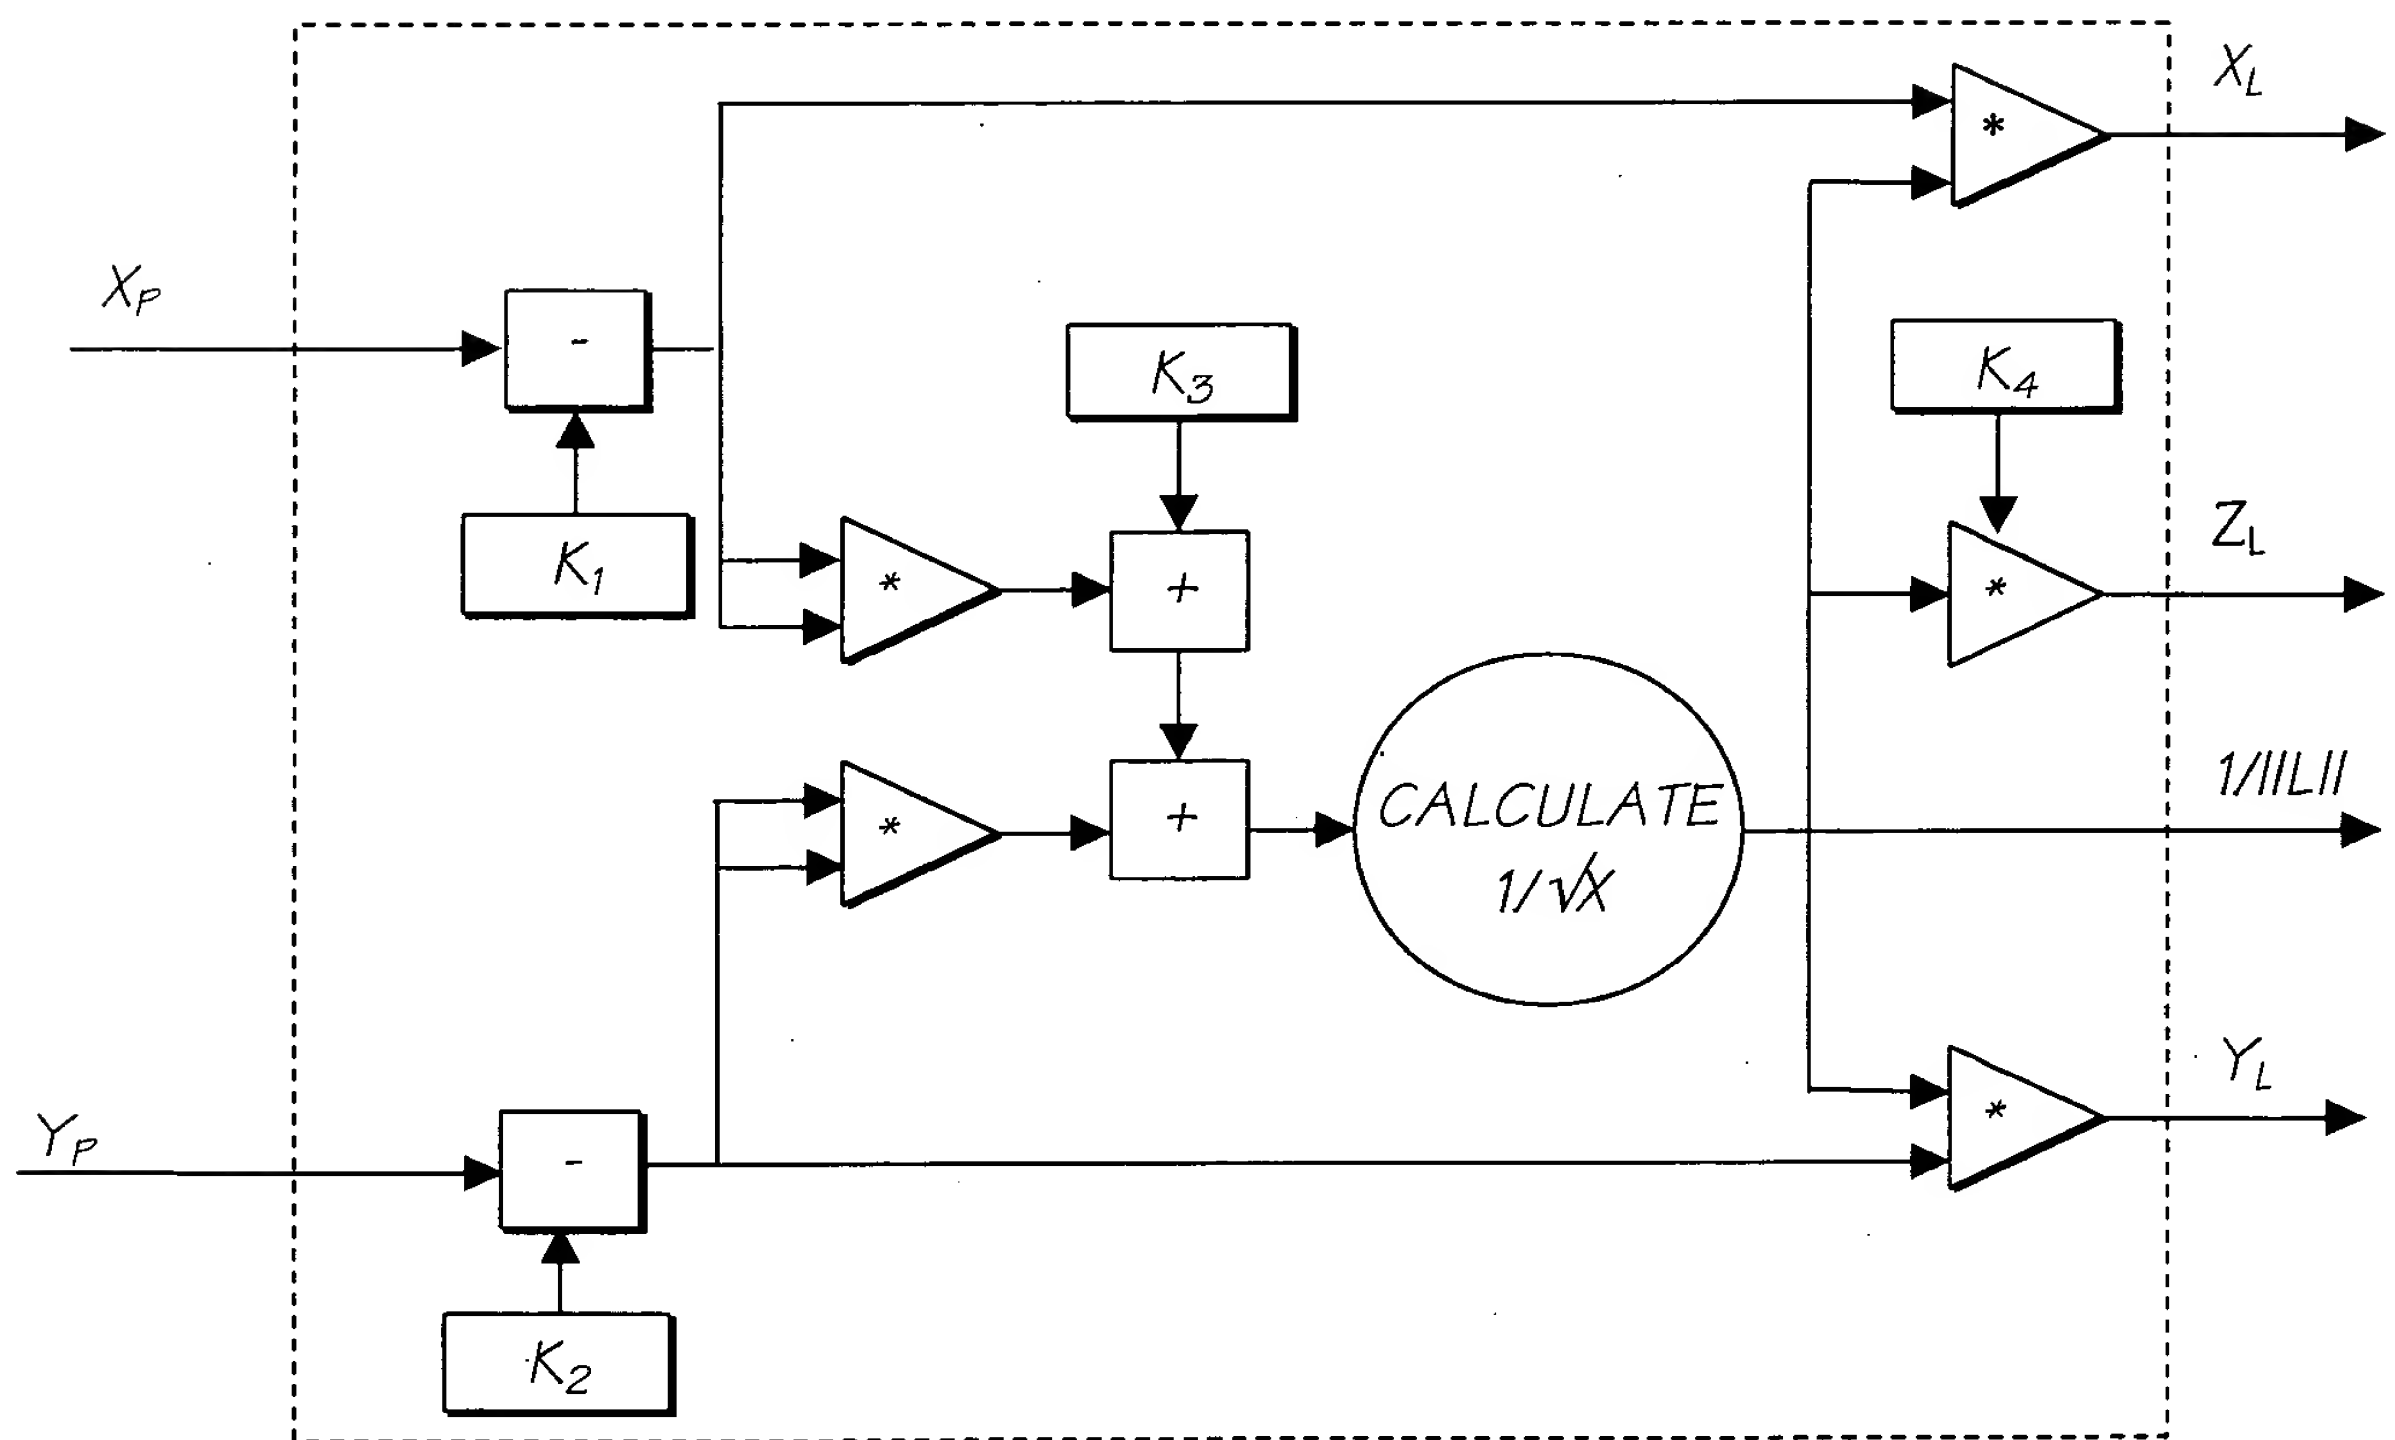 X_L
*
X_P
-
K_3
K_4
K_1
Z_L
*
+
*
1/||L||
CALCULATE
1/√X
*
+
Y_L
*
Y_P
-
K_2